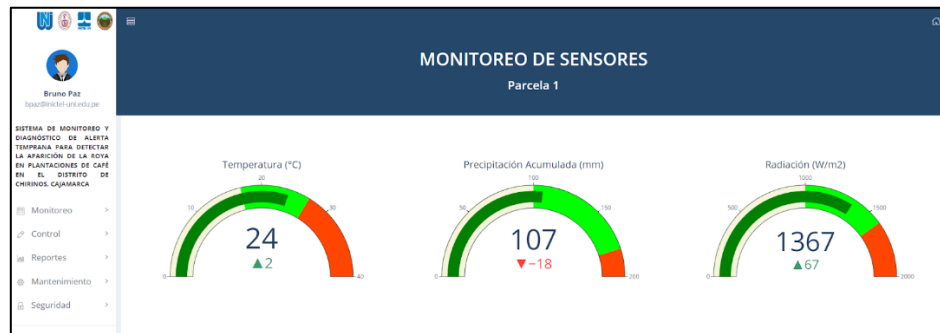 MONITOREO DE SENSORES
Parcela 1
Bruno Paz
bpaz@inictel-uni.edu.pe
SISTEMA DE MONITOREO Y
DIAGNÓSTICO DE ALERTA
TEMPRANA PARA DETECTAR
LA APARICIÓN DE LA ROYA
EN PLANTACIONES DE CAFÉ
EN EL DISTRITO DE
CHIRINOS, CAJAMARCA
Monitoreo
Control
Reportes
Mantenimiento
Seguridad
Temperatura (°C)
0
10
20
30
40
24
▲2
Precipitación Acumulada (mm)
0
50
100
150
200
107
▼−18
Radiación (W/m2)
0
500
1000
1500
2000
1367
▲67